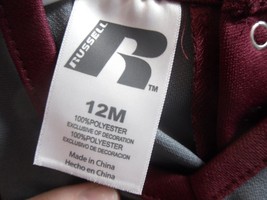 RUSSELL
R
TM
12M
100%POLYESTER
EXCLUSIVE OF DECORATION
100%POLYESTER
EXCLUSIVO DE DECORACION
Made in China
Hecho en China